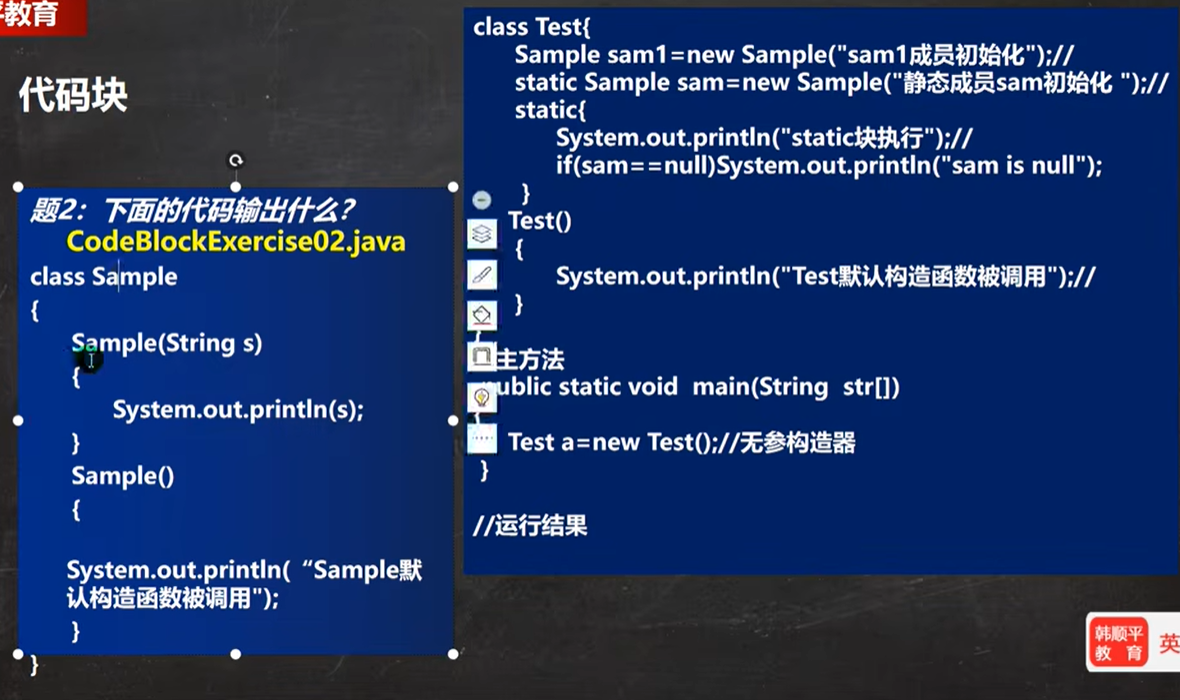 平教育
代码块
题2：下面的代码输出什么？
CodeBlockExercise02.java
class Sample
{
Sample(String s)
{
System.out.println(s);
}
Sample()
{
System.out.println(“Sample默
认构造函数被调用");
}
}
class Test{
Sample sam1=new Sample("sam1成员初始化");//
static Sample sam=new Sample("静态成员sam初始化 ");//
static{
System.out.println("static块执行");//
if(sam==null)System.out.println("sam is null");
}
Test()
{
System.out.println("Test默认构造函数被调用");//
}
主方法
ublic static void main(String str[])
Test a=new Test();//无参构造器
}
//运行结果
韩顺平
教 育
英